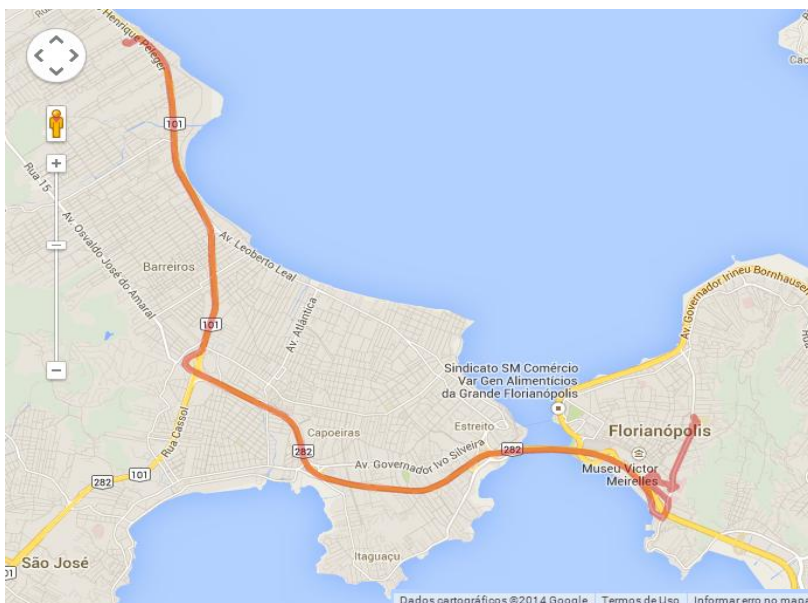 Henrique Peleger
101
Rua 15
Av. Osvaldo José do Amaral
Barreiros
Av. Leoberto Leal
Av. Governador Irineu Bornhausen
101
Av. Atlântica
Sindicato SM Comércio
Var Gen Alimentícios
da Grande Florianópolis
Rua Cassol
Capoeiras
Estreito
Florianópolis
282
Av. Governador Ivo Silveira
282
Museu Victor
Meirelles
101
282
Itaguaçu
São José
Dados cartográficos ©2014 Google
Termos de Uso
Informar erro no mapa